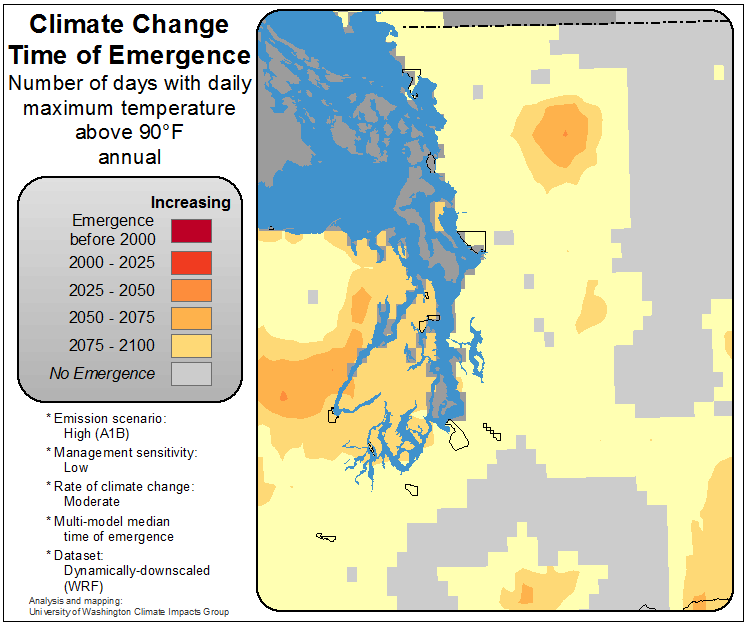 Climate Change
Time of Emergence
Number of days with daily
maximum temperature
above 90°F
annual
Increasing
Emergence
before 2000
2000 - 2025
2025 - 2050
2050 - 2075
2075 - 2100
No Emergence
* Emission scenario:
High (A1B)
* Management sensitivity:
Low
* Rate of climate change:
Moderate
* Multi-model median
time of emergence
* Dataset:
Dynamically-downscaled
(WRF)
Analysis and mapping:
University of Washington Climate Impacts Group